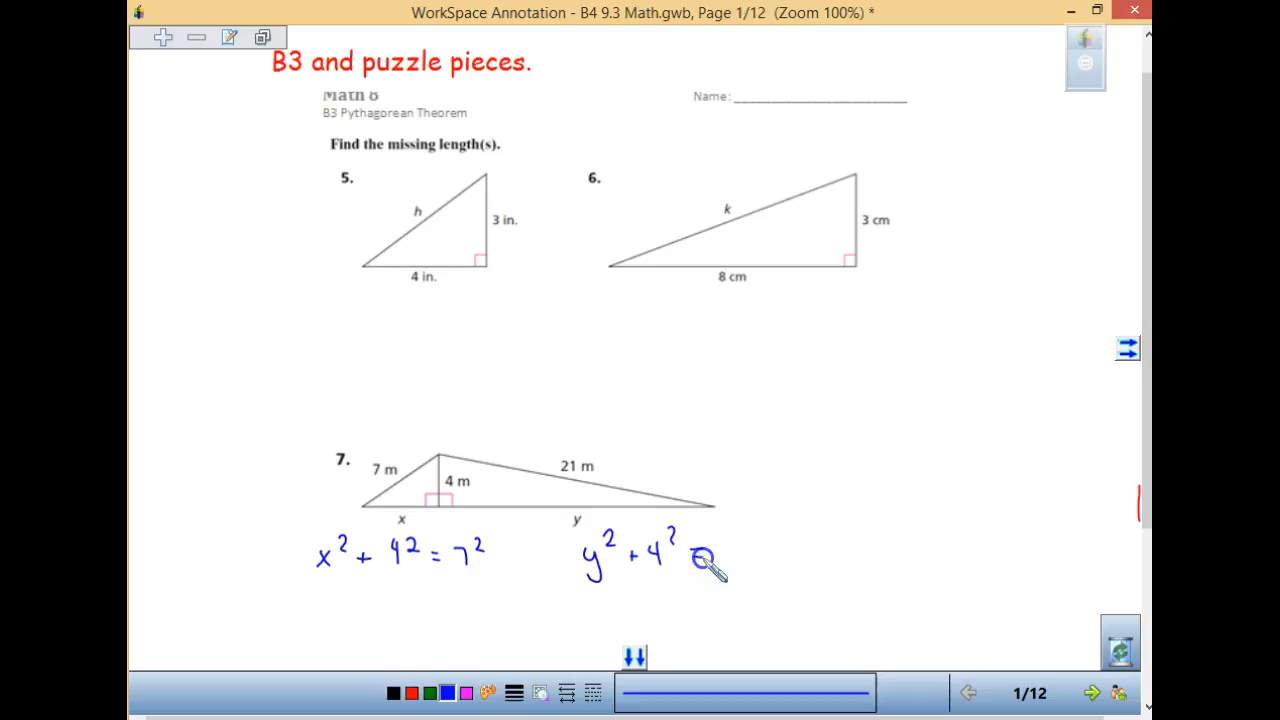 WorkSpace Annotation - B4 9.3 Math.gwb, Page 1/12 (Zoom 100%) *
B3 and puzzle pieces.
Math 8
Name: ______________________
B3 Pythagorean Theorem
Find the missing length(s).
5.
h
3 in.
4 in.
6.
k
3 cm
8 cm
7.
7 m
4 m
21 m
x
y
x² + 4² = 7²
y² + 4² =
1/12